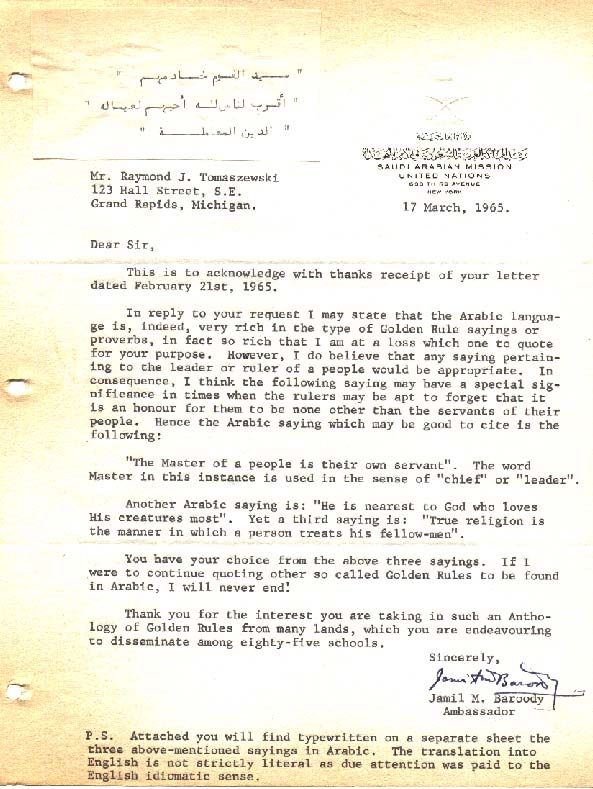 " سيد القوم خادمهم "
" أقرب الناس لله أحبهم لعياله "
" الدين المعاملة "
SAUDI ARABIAN MISSION
UNITED NATIONS
633 THIRD AVENUE
NEW YORK
Mr. Raymond J. Tomaszewski
123 Hall Street, S.E.
Grand Rapids, Michigan.
17 March, 1965.
Dear Sir,
This is to acknowledge with thanks receipt of your letter
dated February 21st, 1965.
In reply to your request I may state that the Arabic langua-
ge is, indeed, very rich in the type of Golden Rule sayings or
proverbs, in fact so rich that I am at a loss which one to quote
for your purpose. However, I do believe that any saying pertain-
ing to the leader or ruler of a people would be appropriate. In
consequence, I think the following saying may have a special sig-
nificance in times when the rulers may be apt to forget that it
is an honour for them to be none other than the servants of their
people. Hence the Arabic saying which may be good to cite is the
following:
"The Master of a people is their own servant". The word
Master in this instance is used in the sense of "chief" or "leader".
Another Arabic saying is: "He is nearest to God who loves
His creatures most". Yet a third saying is: "True religion is
the manner in which a person treats his fellow-men".
You have your choice from the above three sayings. If I
were to continue quoting other so called Golden Rules to be found
in Arabic, I will never end!
Thank you for the interest you are taking in such an Antho-
logy of Golden Rules from many lands, which you are endeavouring
to disseminate among eighty-five schools.
Sincerely,
Jamil M. Baroody
Jamil M. Baroody
Ambassador
P.S. Attached you will find typewritten on a separate sheet the
three above-mentioned sayings in Arabic. The translation into
English is not strictly literal as due attention was paid to the
English idiomatic sense.